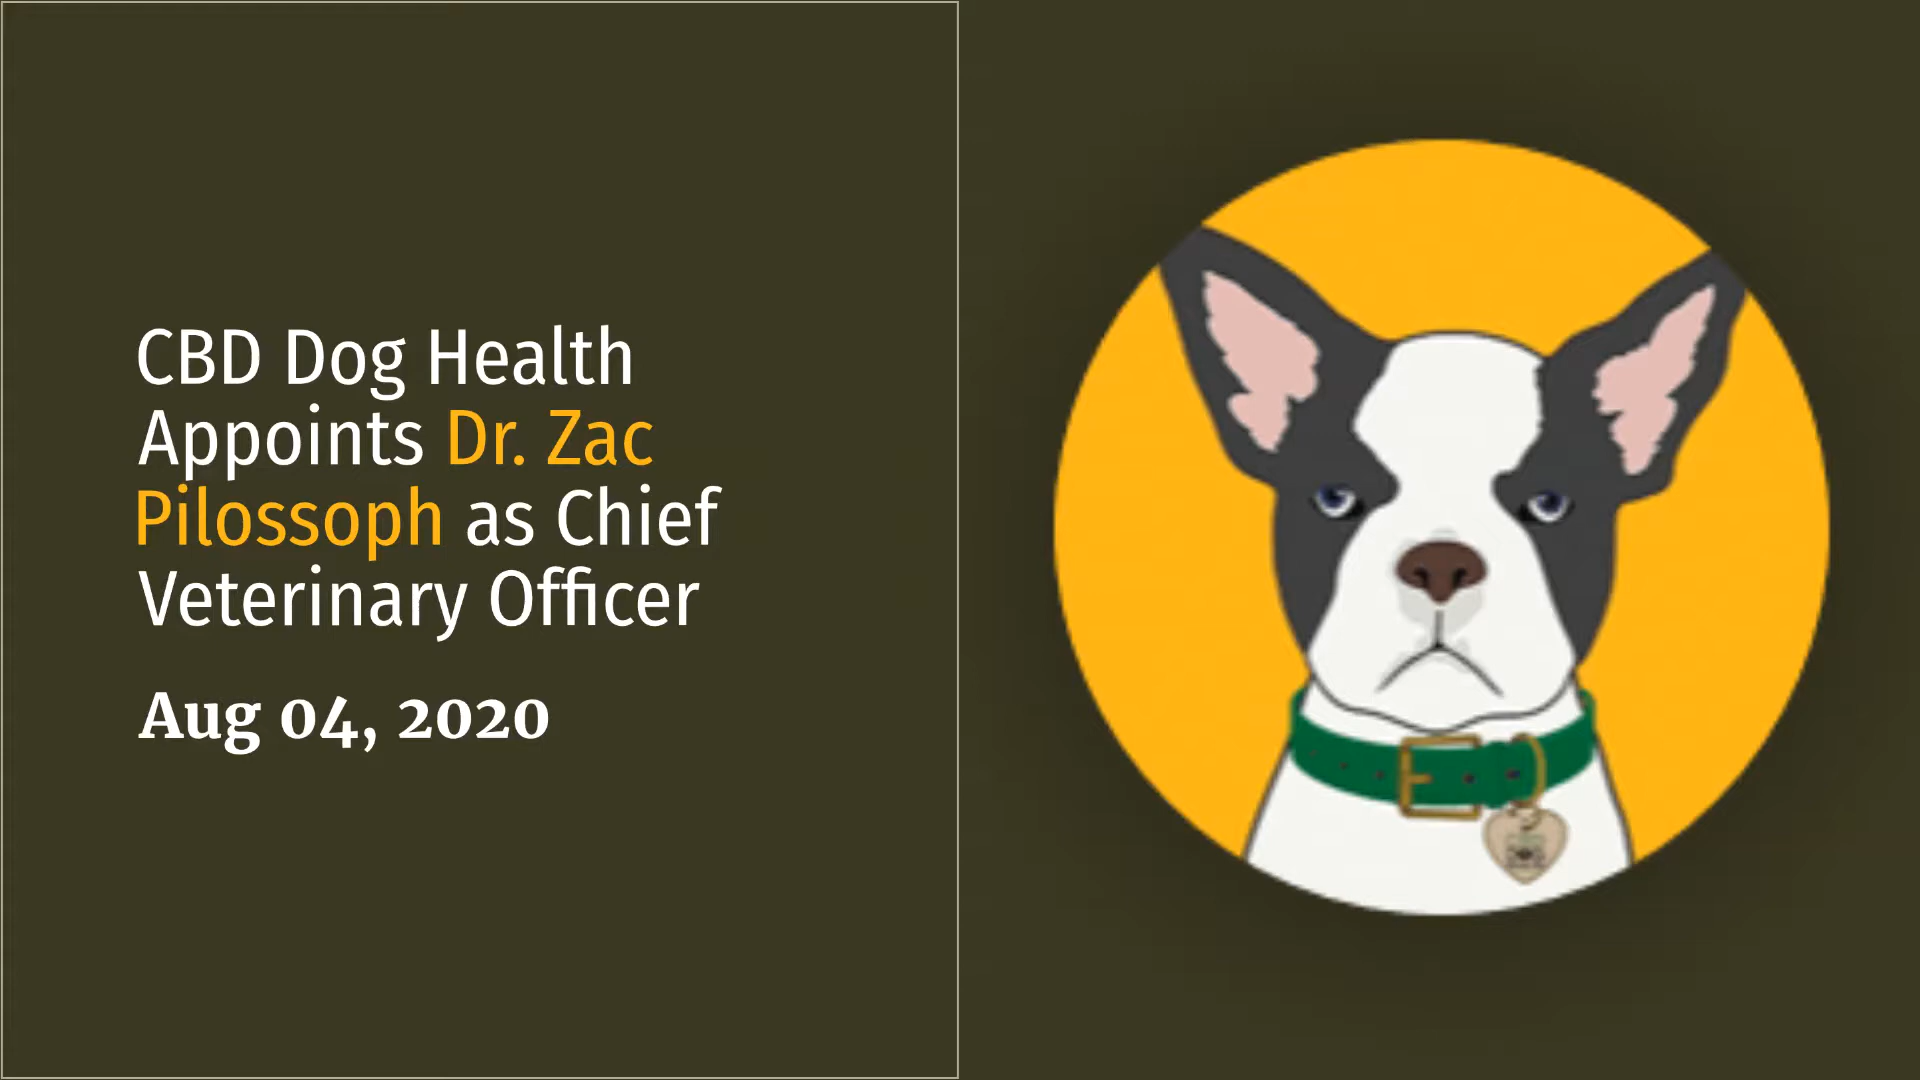 CBD Dog Health
Appoints Dr. Zac
Pilossoph as Chief
Veterinary Officer
Aug 04, 2020